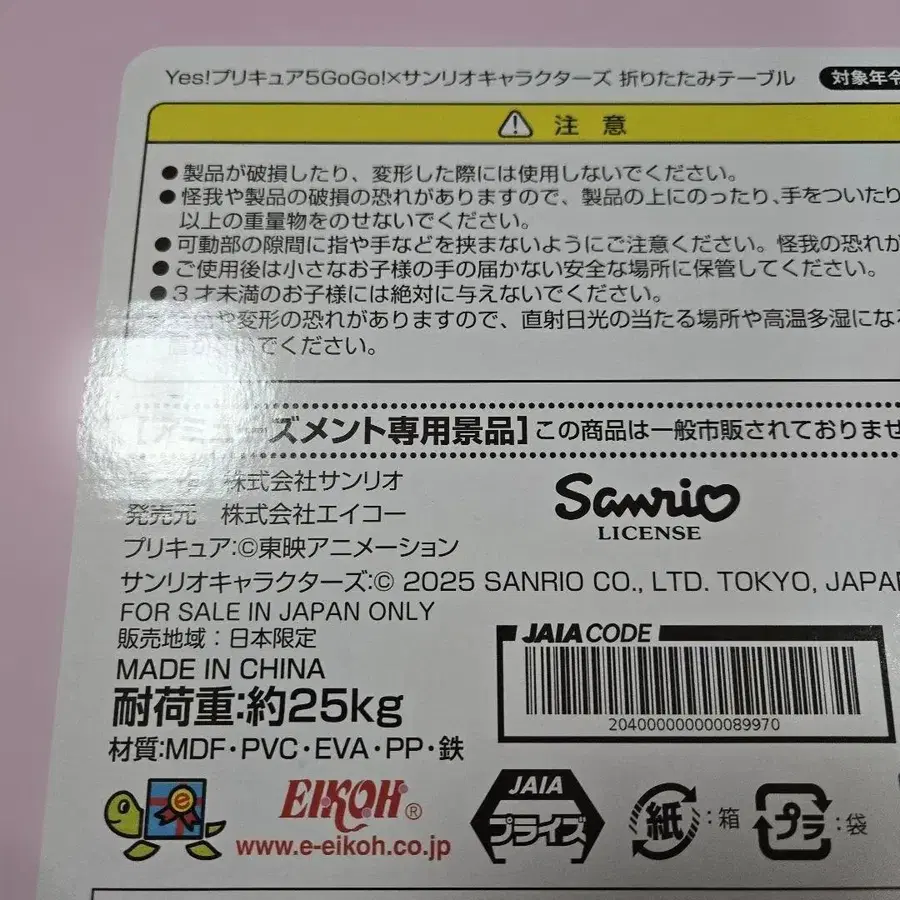 Yes!プリキュア5GoGo!×サンリオキャラクターズ 折りたたみテーブル 対象年令
注 意
●製品が破損したり、変形した際には使用しないでください。
●怪我や製品の破損の恐れがありますので、製品の上にのったり、手をついたり
以上の重量物をのせないでください。
●可動部の隙間に指や手などを挟まないようにご注意ください。怪我の恐れが
●ご使用後は小さなお子様の手の届かない安全な場所に保管してください。
●3才未満のお子様には絶対に与えないでください。
や変形の恐れがありますので、直射日光の当たる場所や高温多湿になる
でください。
[アミューズメント専用景品]この商品は一般市販されておりませ
株式会社サンリオ
発売元 株式会社エイコー
プリキュア:©東映アニメーション
サンリオキャラクターズ:© 2025 SANRIO CO., LTD. TOKYO, JAPAN
FOR SALE IN JAPAN ONLY
販売地域:日本限定
MADE IN CHINA
耐荷重:約25kg
材質:MDF・PVC・EVA・PP・鉄
Sanrio
LICENSE
JAIA CODE
204000000000089970
e
EIKOH®
www.e-eikoh.co.jp
JAIA
プライズ
紙:箱
プラ:袋